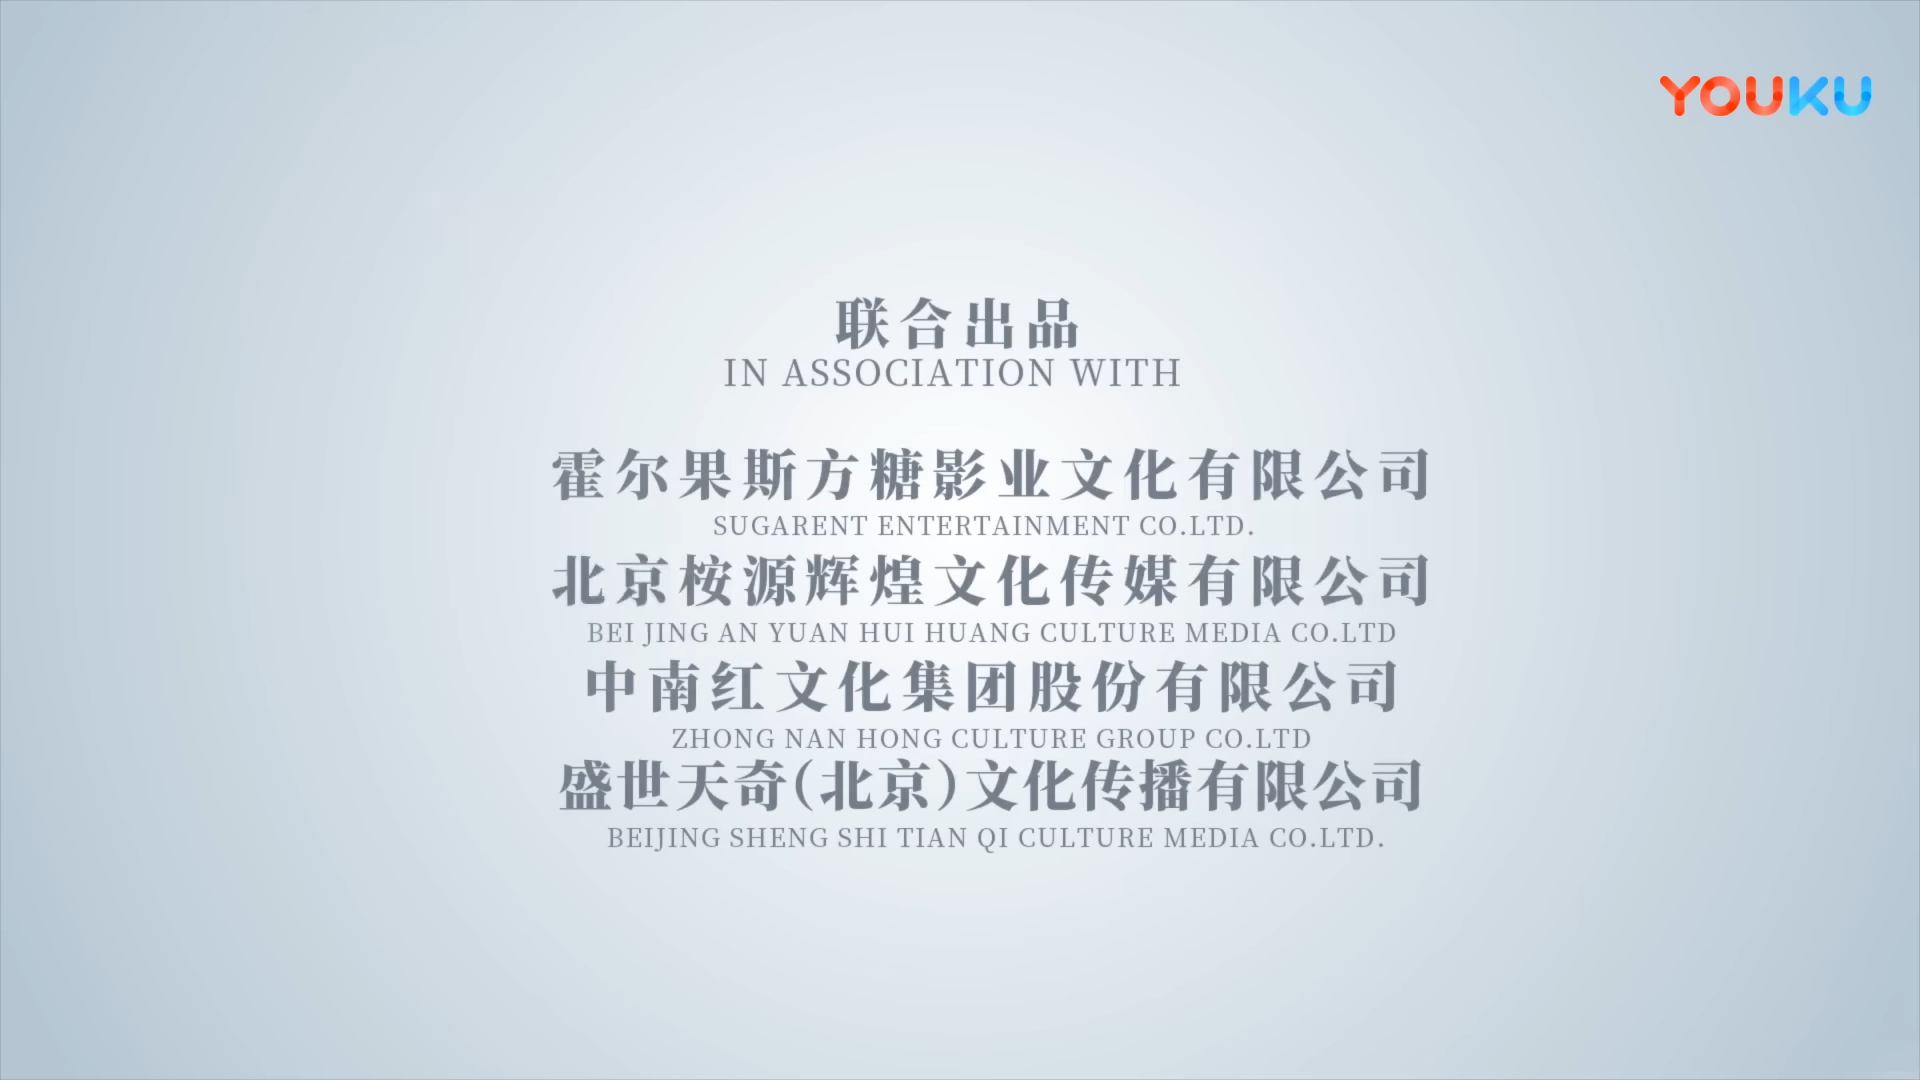 YOUKU
联合出品
IN ASSOCIATION WITH
霍尔果斯方糖影业文化有限公司
SUGARENT ENTERTAINMENT CO.LTD.
北京桉源辉煌文化传媒有限公司
BEI JING AN YUAN HUI HUANG CULTURE MEDIA CO.LTD
中南红文化集团股份有限公司
ZHONG NAN HONG CULTURE GROUP CO.LTD
盛世天奇(北京)文化传播有限公司
BEIJING SHENG SHI TIAN QI CULTURE MEDIA CO.LTD.